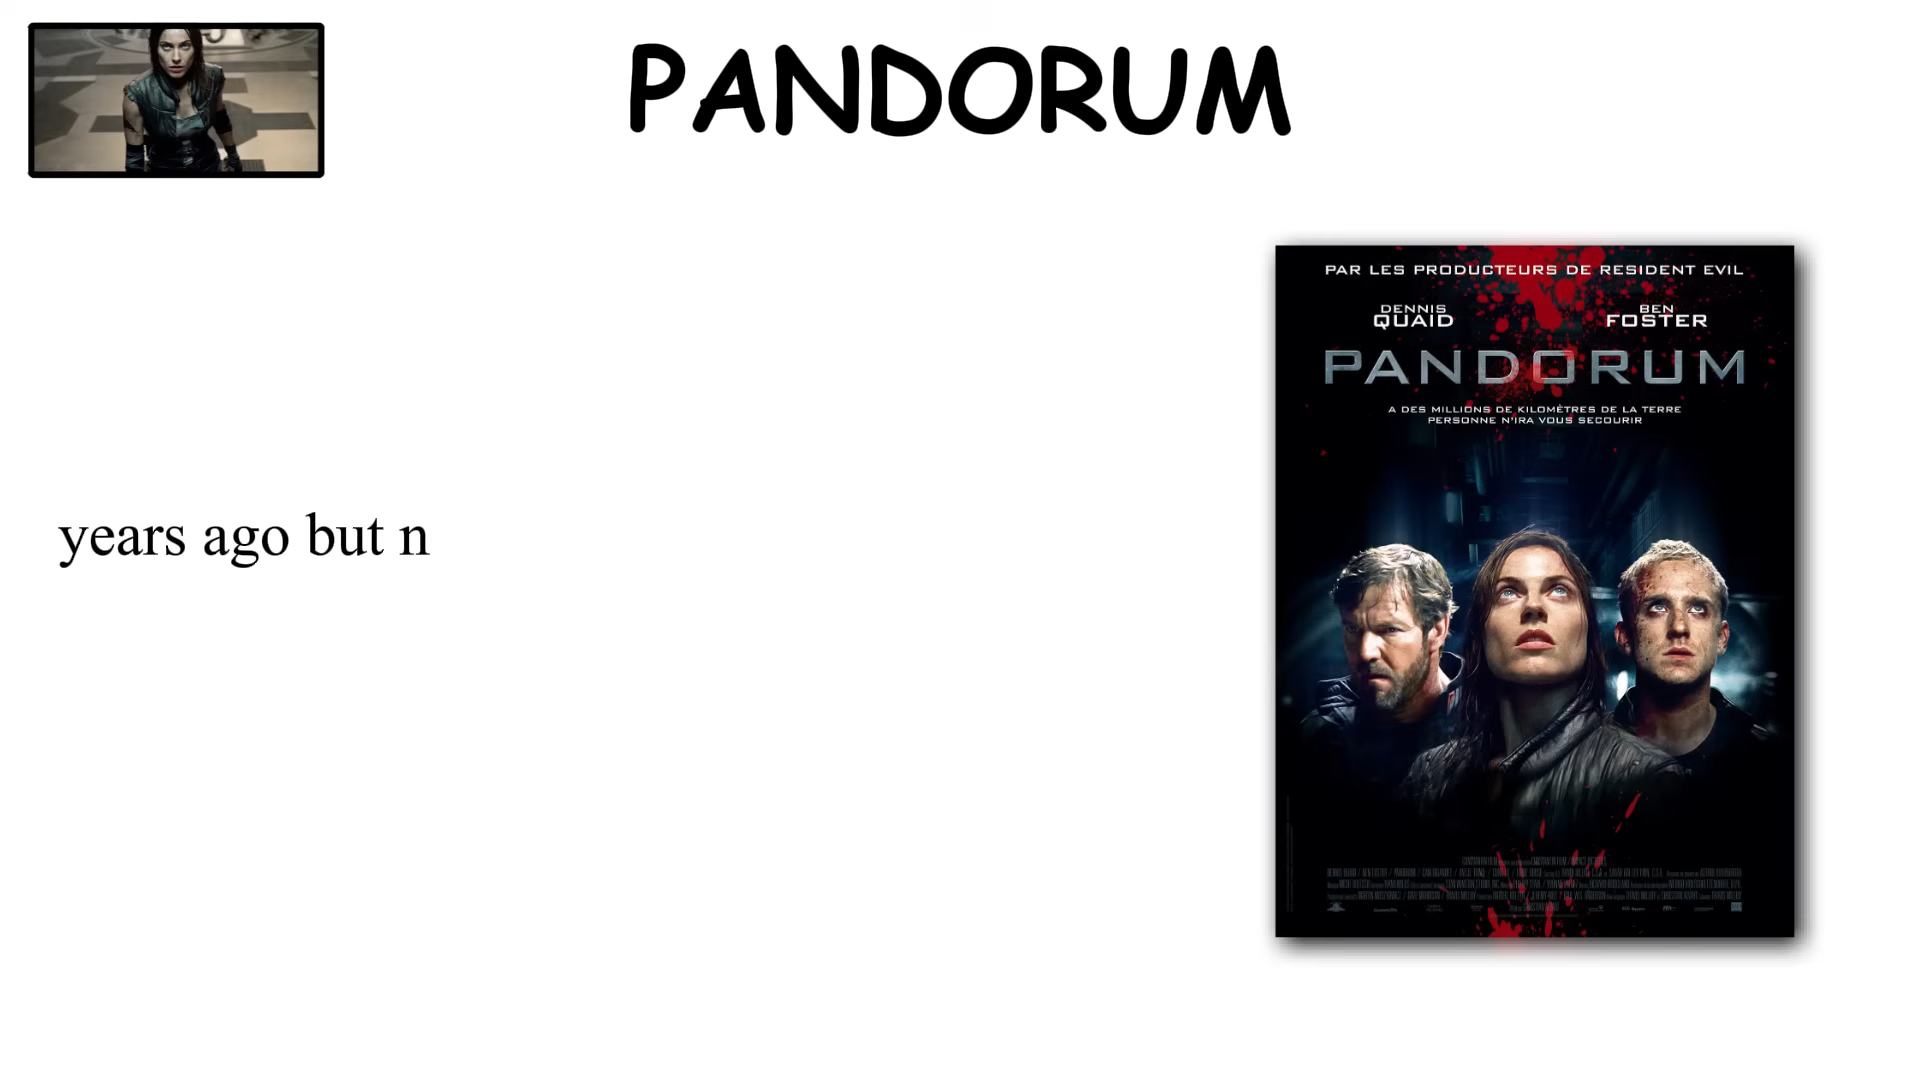 PANDORUM
PAR LES PRODUCTEURS DE RESIDENT EVIL
DENNIS QUAID
BEN FOSTER
PANDORUM
A DES MILLIONS DE KILOMÈTRES DE LA TERRE
PERSONNE N'IRA VOUS SECOURIR
years ago but n